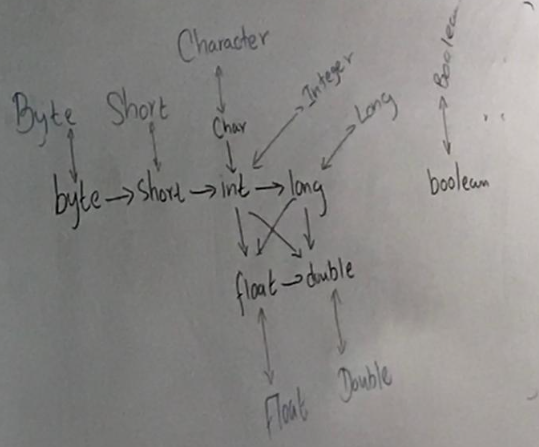 Character
Integer
Boolean
Byte Short
Char
Long
byte → Short → int → long
boolean
float → double
Float Double